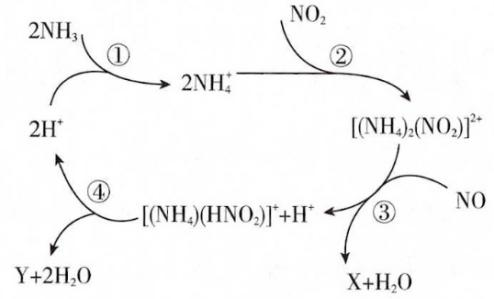 NO₂
2NH₃
①
②
2NH₄⁺
2H⁺
[(NH₄)₂(NO₂)]²⁺
④
[(NH₄)(HNO₂)]⁺+H⁺
③
NO
Y+2H₂O
X+H₂O